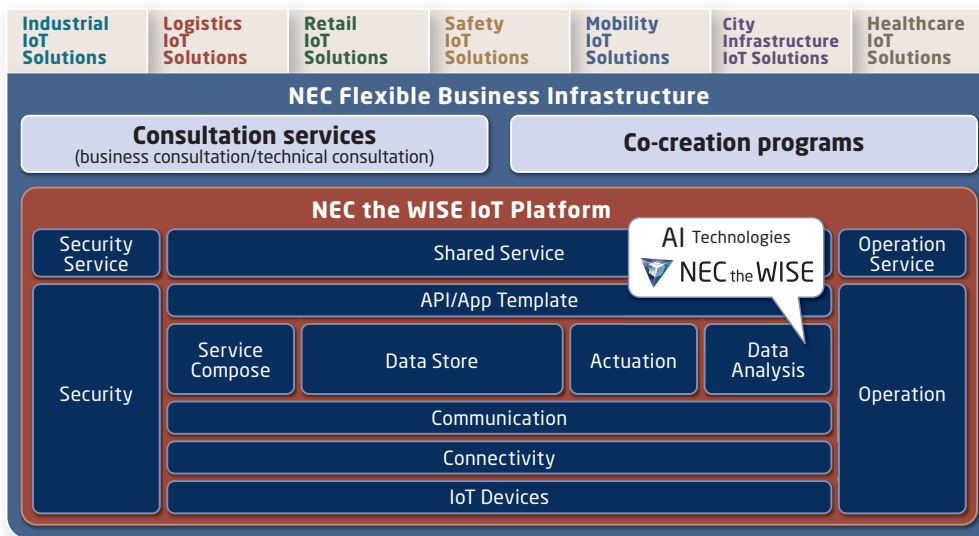 Industrial
IoT
Solutions
Logistics
IoT
Solutions
Retail
IoT
Solutions
Safety
IoT
Solutions
Mobility
IoT
Solutions
City
Infrastructure
IoT Solutions
Healthcare
IoT
Solutions
NEC Flexible Business Infrastructure
Consultation services
(business consultation/technical consultation)
Co-creation programs
NEC the WISE IoT Platform
Security
Service
Shared Service
AI Technologies
NEC the WISE
Operation
Service
API/App Template
Security
Service
Compose
Data Store
Actuation
Data
Analysis
Operation
Communication
Connectivity
IoT Devices